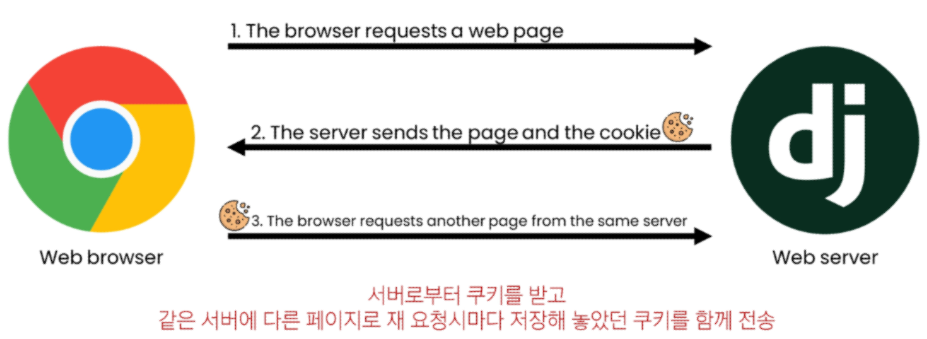 1. The browser requests a web page
2. The server sends the page and the cookie
3. The browser requests another page from the same server
dj
Web browser
Web server
서버로부터 쿠키를 받고
같은 서버에 다른 페이지로 재 요청시마다 저장해 놓았던 쿠키를 함께 전송